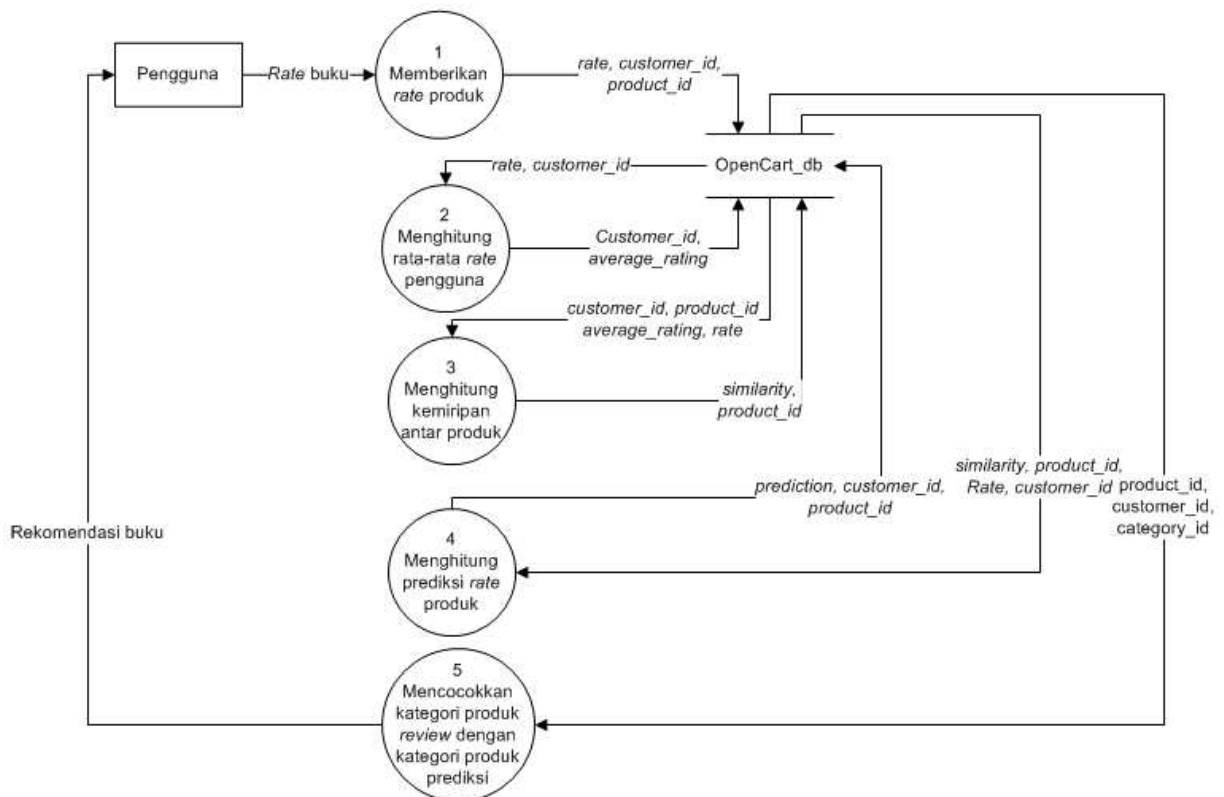 Pengguna
Rate buku
1
Memberikan
rate produk
rate, customer_id,
product_id
OpenCart_db
rate, customer_id
2
Menghitung
rata-rata rate
pengguna
Customer_id,
average_rating
customer_id, product_id
average_rating, rate
3
Menghitung
kemiripan
antar produk
similarity,
product_id
similarity, product_id,
Rate, customer_id
product_id,
customer_id,
category_id
prediction, customer_id,
product_id
Rekomendasi buku
4
Menghitung
prediksi rate
produk
5
Mencocokkan
kategori produk
review dengan
kategori produk
prediksi